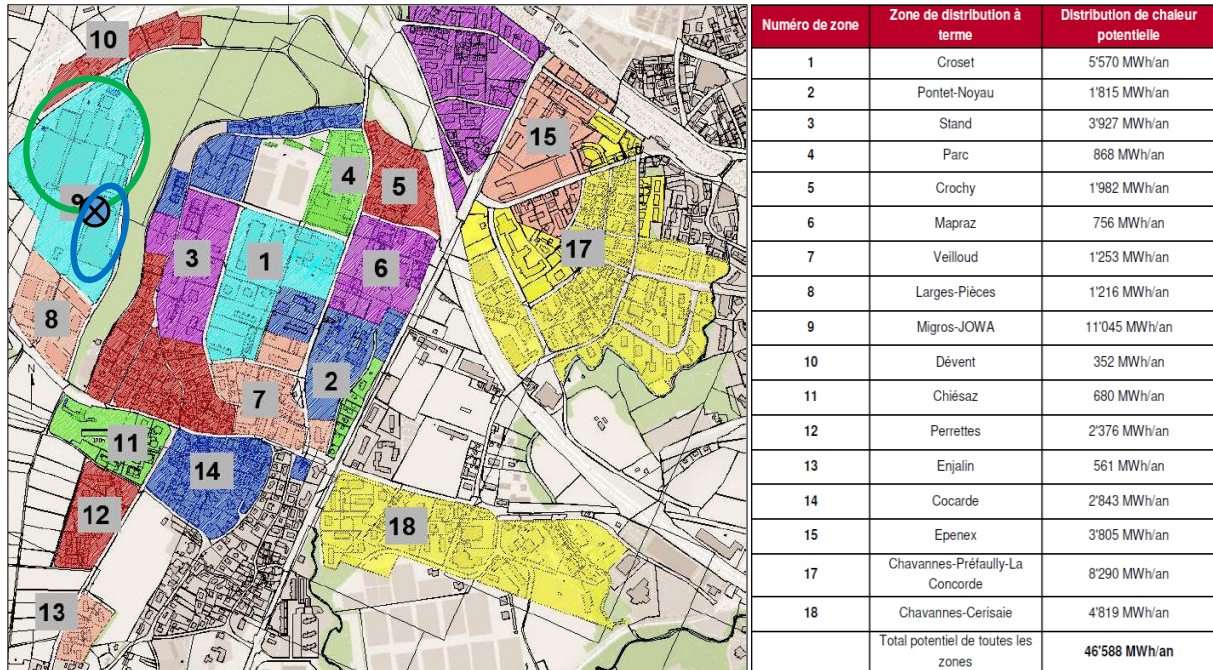 10
15
4
5
9
17
3
1
6
8
2
7
11
14
12
18
13
N
Numéro de zone Zone de distribution à terme Distribution de chaleur potentielle
1 Croset 5'570 MWh/an
2 Pontet-Noyau 1'815 MWh/an
3 Stand 3'927 MWh/an
4 Parc 868 MWh/an
5 Crochy 1'982 MWh/an
6 Mapraz 756 MWh/an
7 Veilloud 1'253 MWh/an
8 Larges-Pièces 1'216 MWh/an
9 Migros-JOWA 11'045 MWh/an
10 Dévent 352 MWh/an
11 Chiésaz 680 MWh/an
12 Perrettes 2'376 MWh/an
13 Enjalin 561 MWh/an
14 Cocarde 2'843 MWh/an
15 Epenex 3'805 MWh/an
17 Chavannes-Préfaully-La Concorde 8'290 MWh/an
18 Chavannes-Cerisaie 4'819 MWh/an
Total potentiel de toutes les zones 46'588 MWh/an